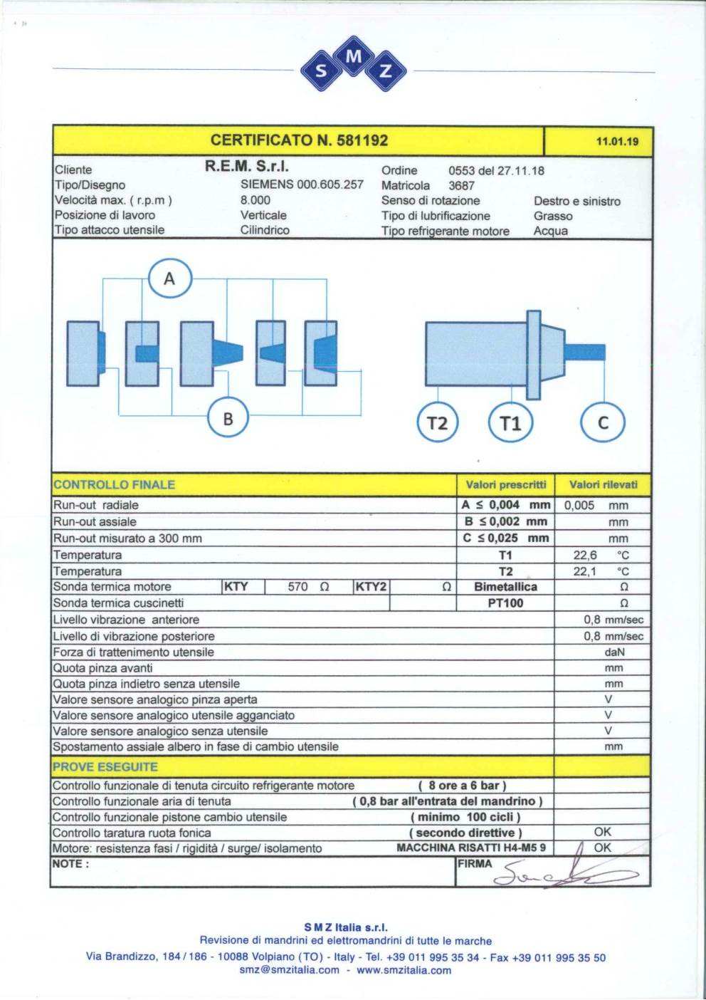 S M Z
CERTIFICATO N. 581192 11.01.19
Cliente R.E.M. S.r.l. Ordine 0553 del 27.11.18
Tipo/Disegno SIEMENS 000.605.257 Matricola 3687
Velocità max. ( r.p.m ) 8.000 Senso di rotazione Destro e sinistro
Posizione di lavoro Verticale Tipo di lubrificazione Grasso
Tipo attacco utensile Cilindrico Tipo refrigerante motore Acqua
A
B T2 T1 C
CONTROLLO FINALE Valori prescritti Valori rilevati
Run-out radiale A ≤ 0,004 mm 0,005 mm
Run-out assiale B ≤ 0,002 mm mm
Run-out misurato a 300 mm C ≤ 0,025 mm mm
Temperatura T1 22,6 °C
Temperatura T2 22,1 °C
Sonda termica motore KTY 570 Ω KTY2 Ω Bimetallica Ω
Sonda termica cuscinetti PT100 Ω
Livello vibrazione anteriore 0,8 mm/sec
Livello di vibrazione posteriore 0,8 mm/sec
Forza di trattenimento utensile daN
Quota pinza avanti mm
Quota pinza indietro senza utensile mm
Valore sensore analogico pinza aperta V
Valore sensore analogico utensile agganciato V
Valore sensore analogico senza utensile V
Spostamento assiale albero in fase di cambio utensile mm
PROVE ESEGUITE
Controllo funzionale di tenuta circuito refrigerante motore ( 8 ore a 6 bar )
Controllo funzionale aria di tenuta ( 0,8 bar all'entrata del mandrino )
Controllo funzionale pistone cambio utensile ( minimo 100 cicli )
Controllo taratura ruota fonica ( secondo direttive ) OK
Motore: resistenza fasi / rigidità / surge/ isolamento MACCHINA RISATTI H4-M5 9 OK
NOTE : FIRMA
S M Z Italia s.r.l.
Revisione di mandrini ed elettromandrini di tutte le marche
Via Brandizzo, 184 / 186 - 10088 Volpiano (TO) - Italy - Tel. +39 011 995 35 34 - Fax +39 011 995 35 50
smz@smzitalia.com - www.smzitalia.com